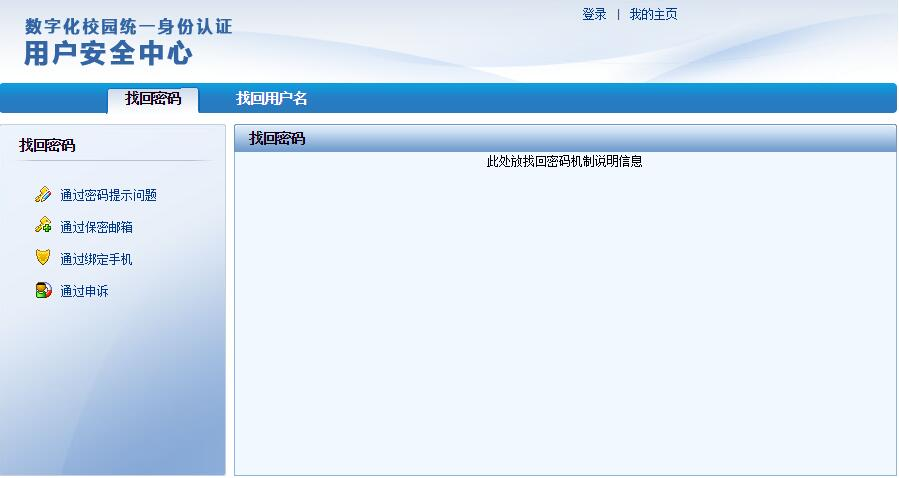 数字化校园统一身份认证
用户安全中心
登录 | 我的主页
找回密码 找回用户名
找回密码
通过密码提示问题
通过保密邮箱
通过绑定手机
通过申诉
找回密码
此处放找回密码机制说明信息